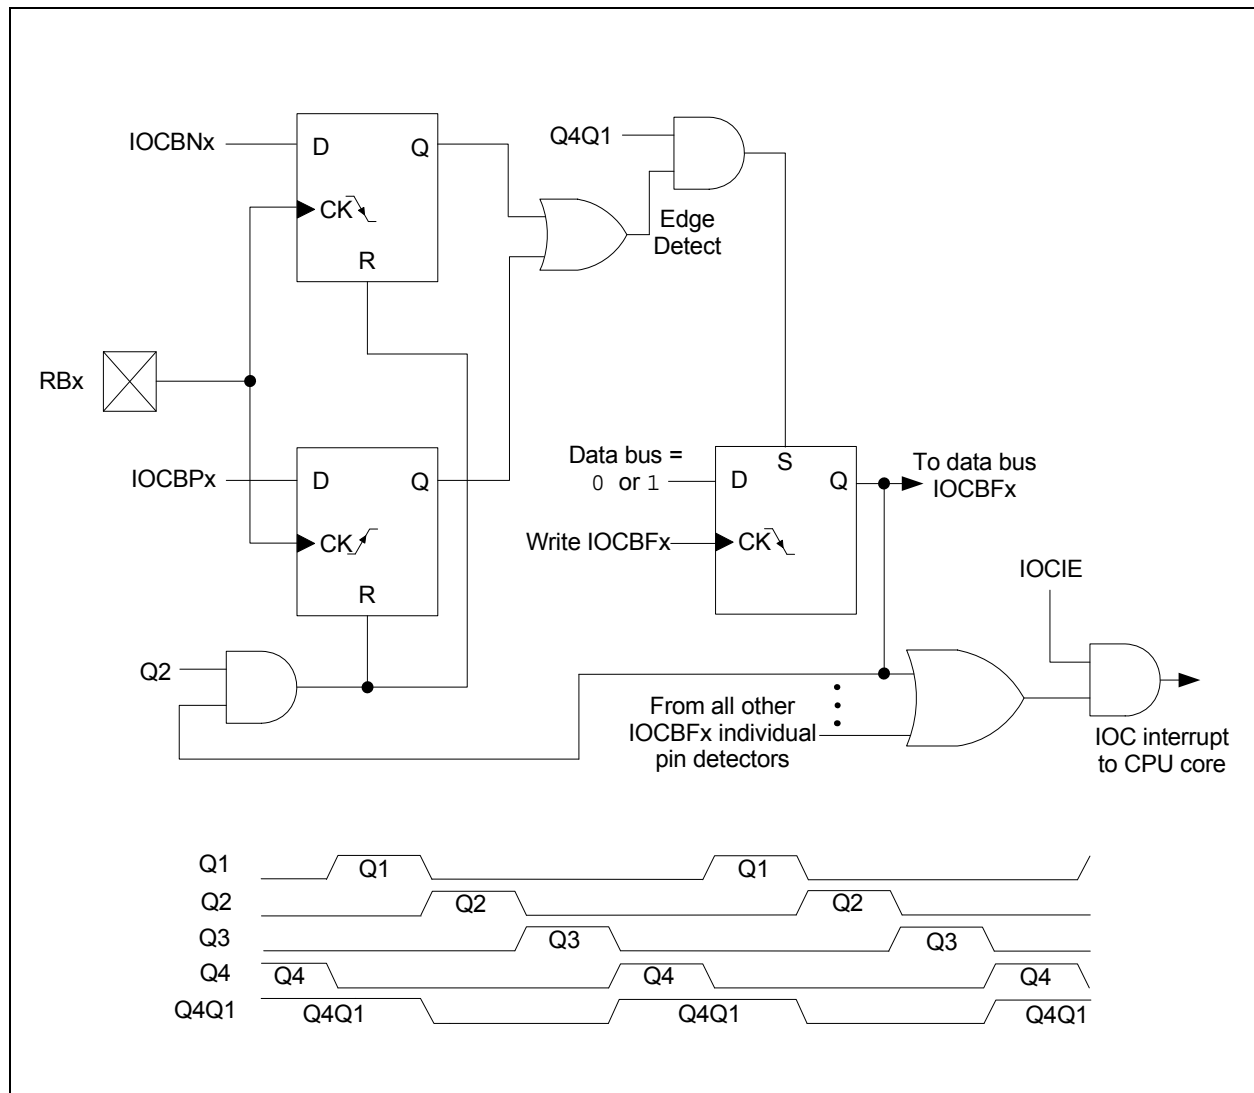 IOCBNx
D
Q
CK
R
Q4Q1
Edge
Detect
RBx
IOCBPx
D
Q
CK
R
Q2
Data bus =
0 or 1
D
S
Q
Write IOCBFx
CK
To data bus
IOCBFx
IOCIE
From all other
IOCBFx individual
pin detectors
IOC interrupt
to CPU core
Q1 Q1 Q1
Q2 Q2 Q2
Q3 Q3 Q3
Q4 Q4 Q4 Q4
Q4Q1 Q4Q1 Q4Q1 Q4Q1